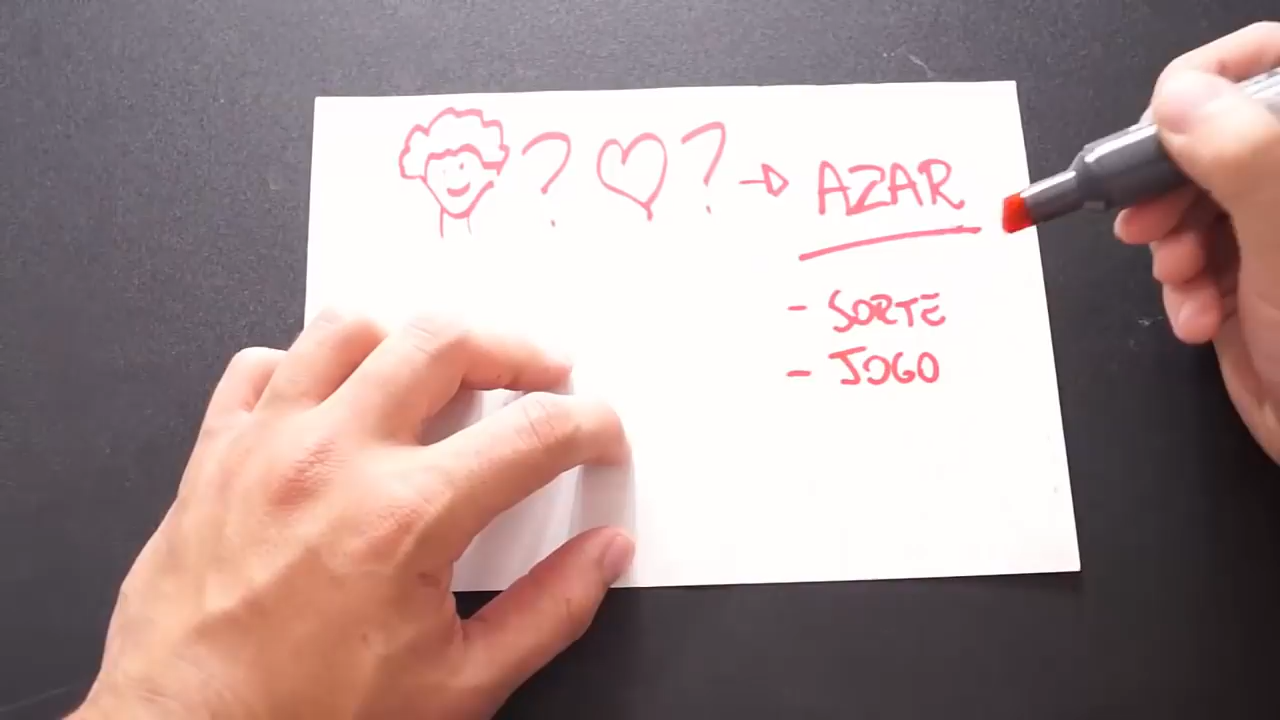 ? ? → AZAR
- SORTE
- JOGO